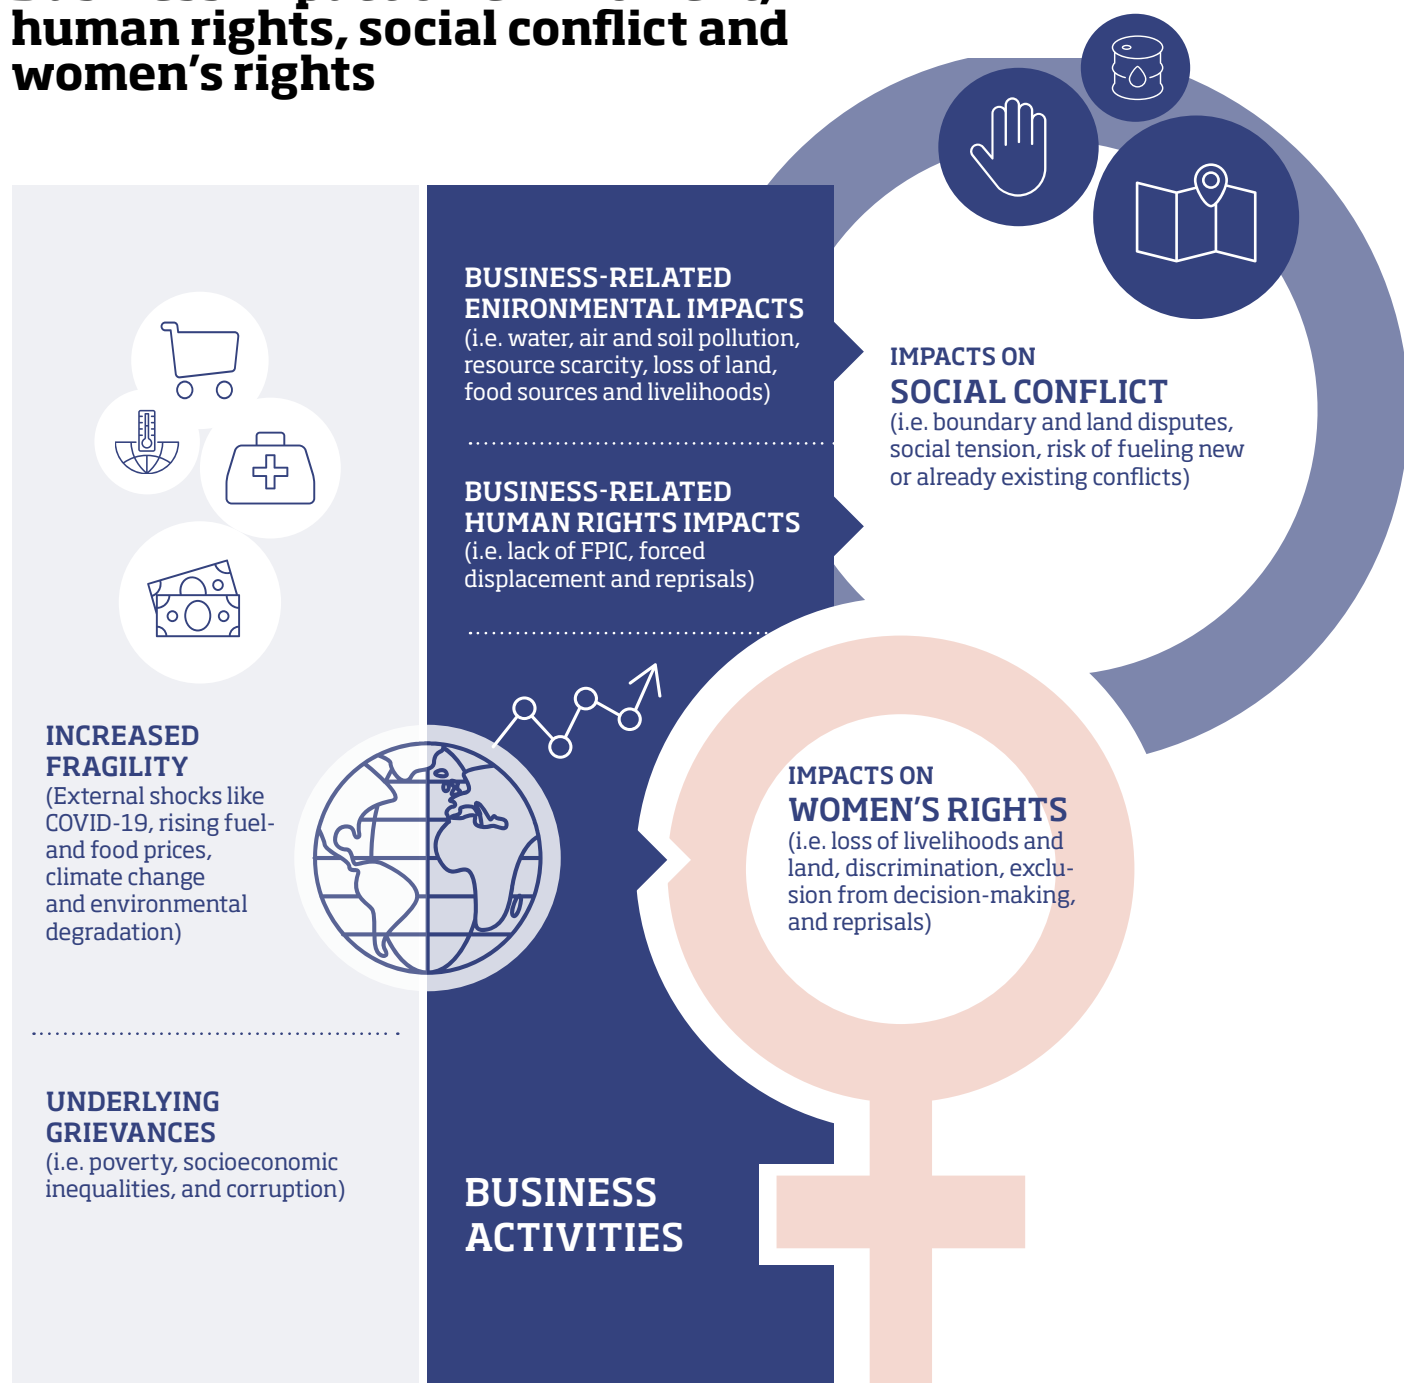 human rights, social conflict and
women's rights
BUSINESS-RELATED
ENIRONMENTAL IMPACTS
(i.e. water, air and soil pollution,
resource scarcity, loss of land,
food sources and livelihoods)
BUSINESS-RELATED
HUMAN RIGHTS IMPACTS
(i.e. lack of FPIC, forced
displacement and reprisals)
IMPACTS ON
SOCIAL CONFLICT
(i.e. boundary and land disputes,
social tension, risk of fueling new
or already existing conflicts)
INCREASED
FRAGILITY
(External shocks like
COVID-19, rising fuel-
and food prices,
climate change
and environmental
degradation)
IMPACTS ON
WOMEN'S RIGHTS
(i.e. loss of livelihoods and
land, discrimination, exclu-
sion from decision-making,
and reprisals)
UNDERLYING
GRIEVANCES
(i.e. poverty, socioeconomic
inequalities, and corruption)
BUSINESS
ACTIVITIES